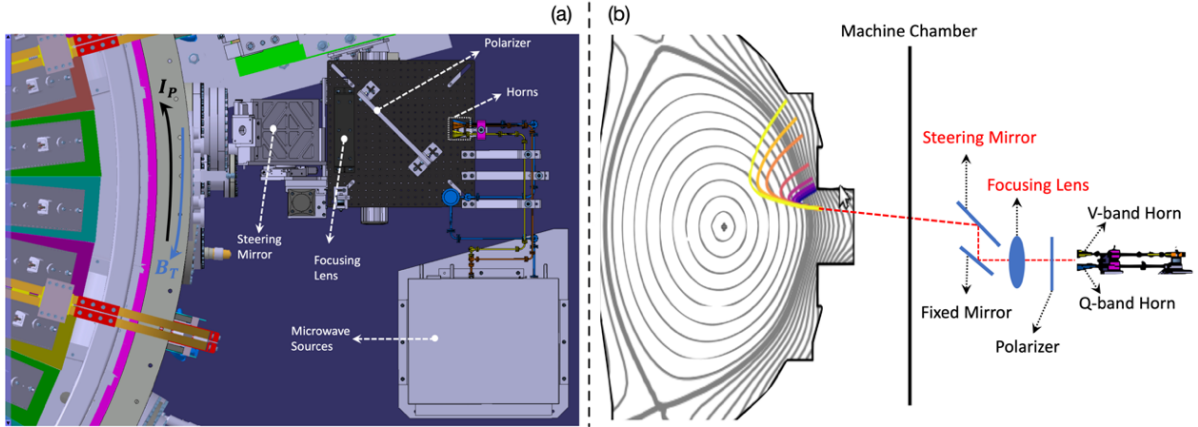 (a)
Polarizer
Horns
I_P
B_T
Steering
Mirror
Focusing
Lens
Microwave
Sources
(b)
Machine Chamber
Steering Mirror
Focusing Lens
V-band Horn
Q-band Horn
Fixed Mirror
Polarizer